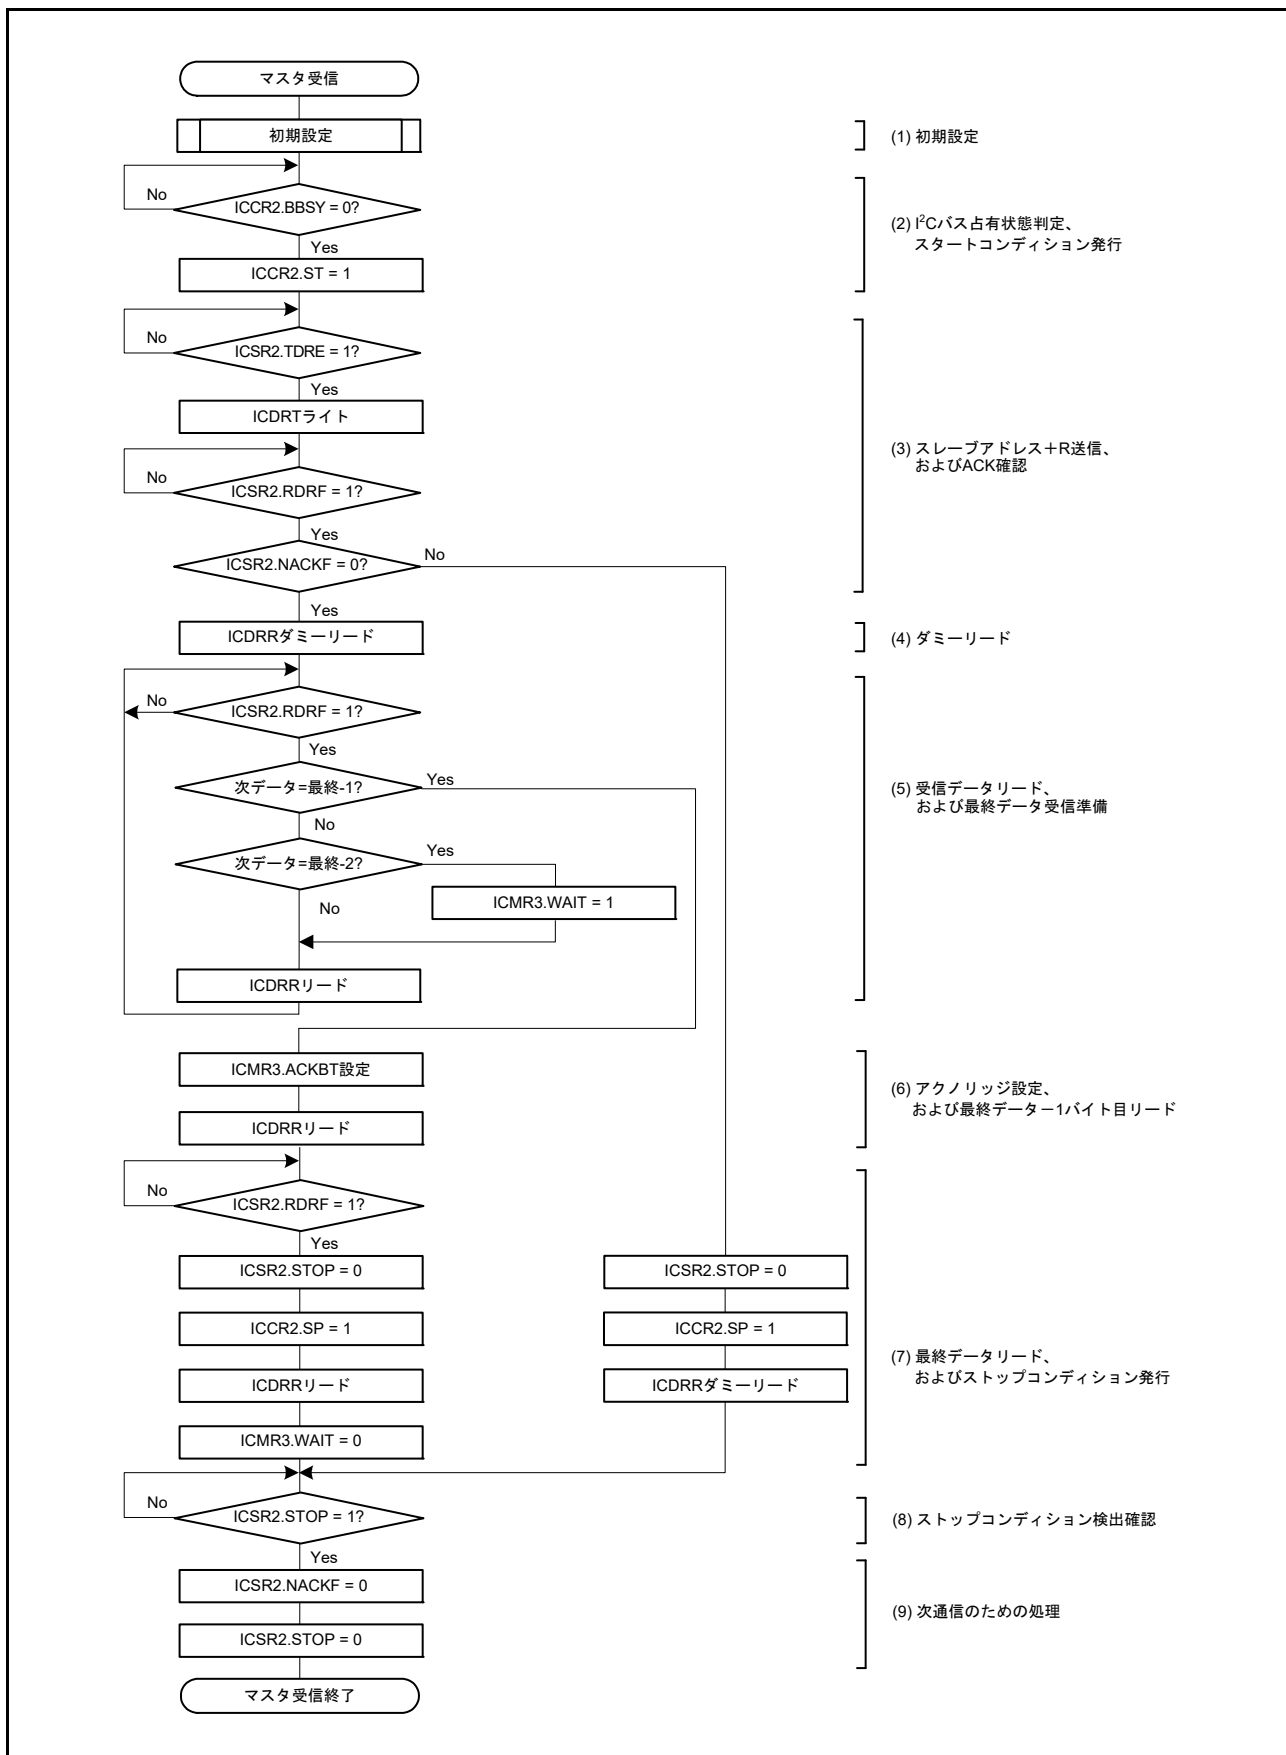 マスタ受信
初期設定
(1) 初期設定
No
ICCR2.BBSY = 0?
Yes
ICCR2.ST = 1
(2) I²Cバス占有状態判定、
スタートコンディション発行
No
ICSR2.TDRE = 1?
Yes
ICDRTライト
No
ICSR2.RDRF = 1?
Yes
ICSR2.NACKF = 0?
No
Yes
(3) スレーブアドレス+R送信、
およびACK確認
ICDRRダミーリード
(4) ダミーリード
No
ICSR2.RDRF = 1?
Yes
次データ=最終-1?
Yes
No
次データ=最終-2?
Yes
ICMR3.WAIT = 1
No
ICDRRリード
(5) 受信データリード、
および最終データ受信準備
ICMR3.ACKBT設定
ICDRRリード
(6) アクノリッジ設定、
および最終データー1バイト目リード
No
ICSR2.RDRF = 1?
Yes
ICSR2.STOP = 0
ICCR2.SP = 1
ICDRRリード
ICMR3.WAIT = 0
ICSR2.STOP = 0
ICCR2.SP = 1
ICDRRダミーリード
(7) 最終データリード、
およびストップコンディション発行
No
ICSR2.STOP = 1?
Yes
(8) ストップコンディション検出確認
ICSR2.NACKF = 0
ICSR2.STOP = 0
(9) 次通信のための処理
マスタ受信終了